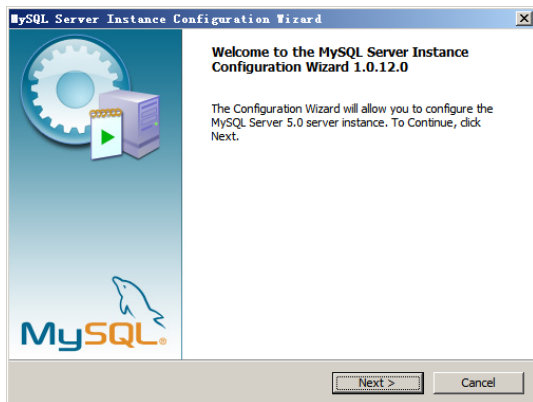 MySQL Server Instance Configuration Wizard
Welcome to the MySQL Server Instance
Configuration Wizard 1.0.12.0
The Configuration Wizard will allow you to configure the
MySQL Server 5.0 server instance. To Continue, click
Next.
MySQL®
Next >
Cancel